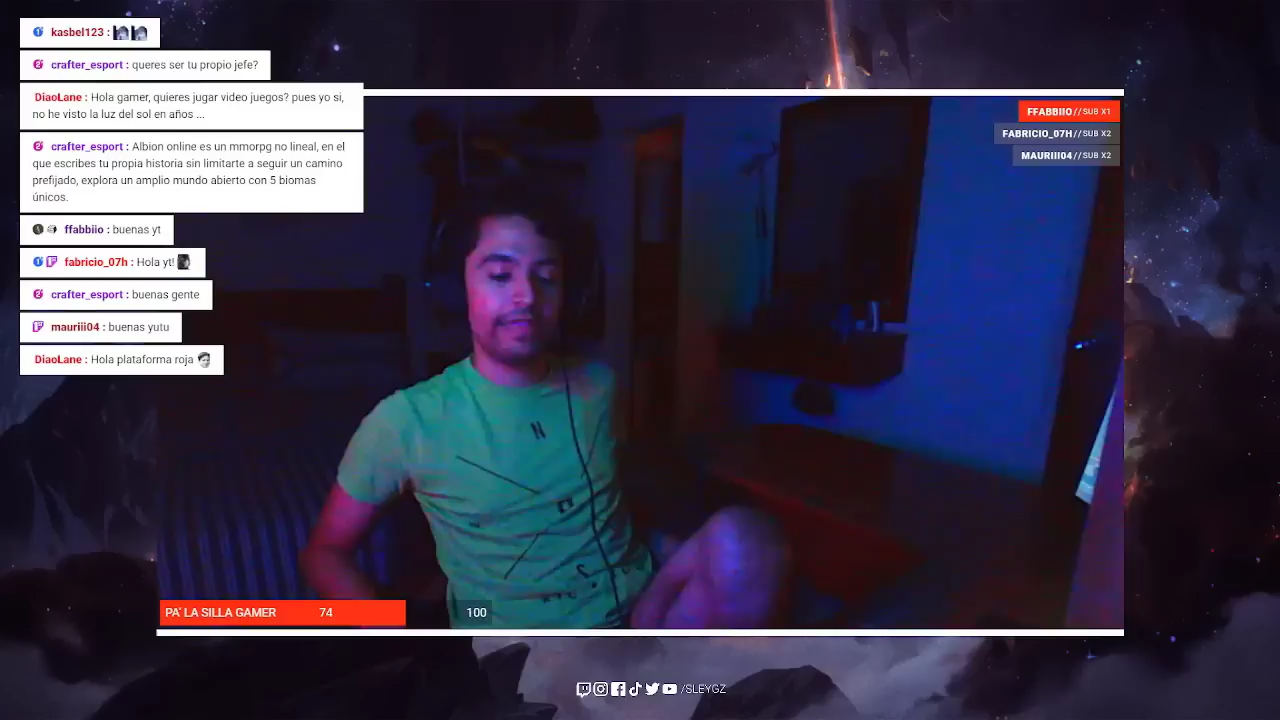 kasbel123 :
crafter_esport : queres ser tu propio jefe?
DiaoLane : Hola gamer, quieres jugar video juegos? pues yo si,
no he visto la luz del sol en años ...
crafter_esport : Albion online es un mmorpg no lineal, en el
que escribes tu propia historia sin limitarte a seguir un camino
prefijado, explora un amplio mundo abierto con 5 biomas
únicos.
ffabbiio : buenas yt
fabricio_07h : Hola yt!
crafter_esport : buenas gente
mauriii04 : buenas yutu
DiaoLane : Hola plataforma roja
FFABBIIO//SUB X1
FABRICIO_07H//SUB X2
MAURIII04//SUB X2
N
PA' LA SILLA GAMER 74 100
/SLEYGZ